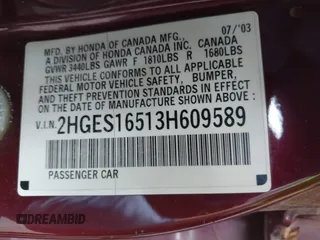 MFD. BY HONDA OF CANADA MFG., 07/'03
A DIVISION OF HONDA CANADA INC, CANADA
GVWR 3440LBS GAWR F 1810LBS R 1680LBS
THIS VEHICLE CONFORMS TO ALL APPLICABLE
FEDERAL MOTOR VEHICLE SAFETY, BUMPER,
AND THEFT PREVENTION STANDARDS IN
EFFECT ON THE DATE OF MANUFACTURE
SHOWN ABOVE:
V.I.N. 2HGES16513H609589
PASSENGER CAR
DREAMBID